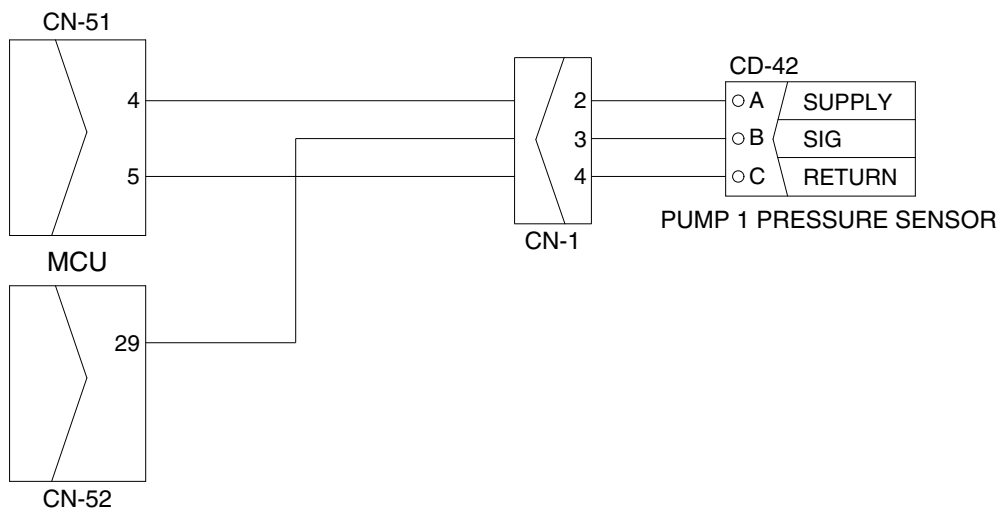 CN-51
4
5
MCU
29
CN-52
2
3
4
CN-1
CD-42
A SUPPLY
B SIG
C RETURN
PUMP 1 PRESSURE SENSOR